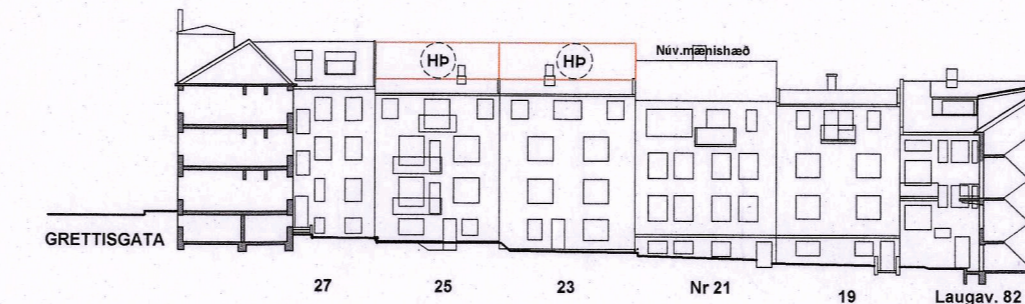 HÞ
HÞ
Núv.mænishæð
GRETTISGATA
27
25
23
Nr 21
19
Laugav. 82